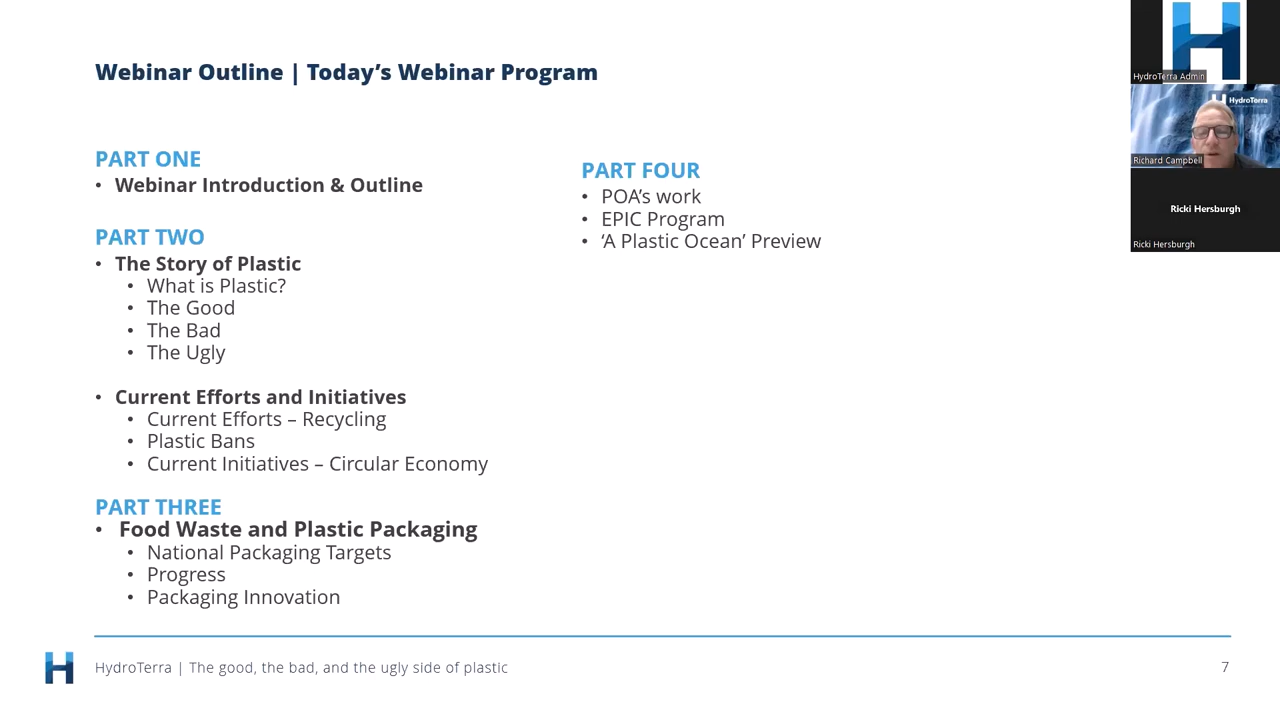 Webinar Outline | Today’s Webinar Program
PART ONE
• Webinar Introduction & Outline
PART TWO
• The Story of Plastic
• What is Plastic?
• The Good
• The Bad
• The Ugly
• Current Efforts and Initiatives
• Current Efforts – Recycling
• Plastic Bans
• Current Initiatives – Circular Economy
PART THREE
• Food Waste and Plastic Packaging
• National Packaging Targets
• Progress
• Packaging Innovation
PART FOUR
• POA’s work
• EPIC Program
• ‘A Plastic Ocean’ Preview
HydroTerra Admin
HydroTerra
Richard Campbell
Ricki Hersburgh
Ricki Hersburgh
HydroTerra | The good, the bad, and the ugly side of plastic
7